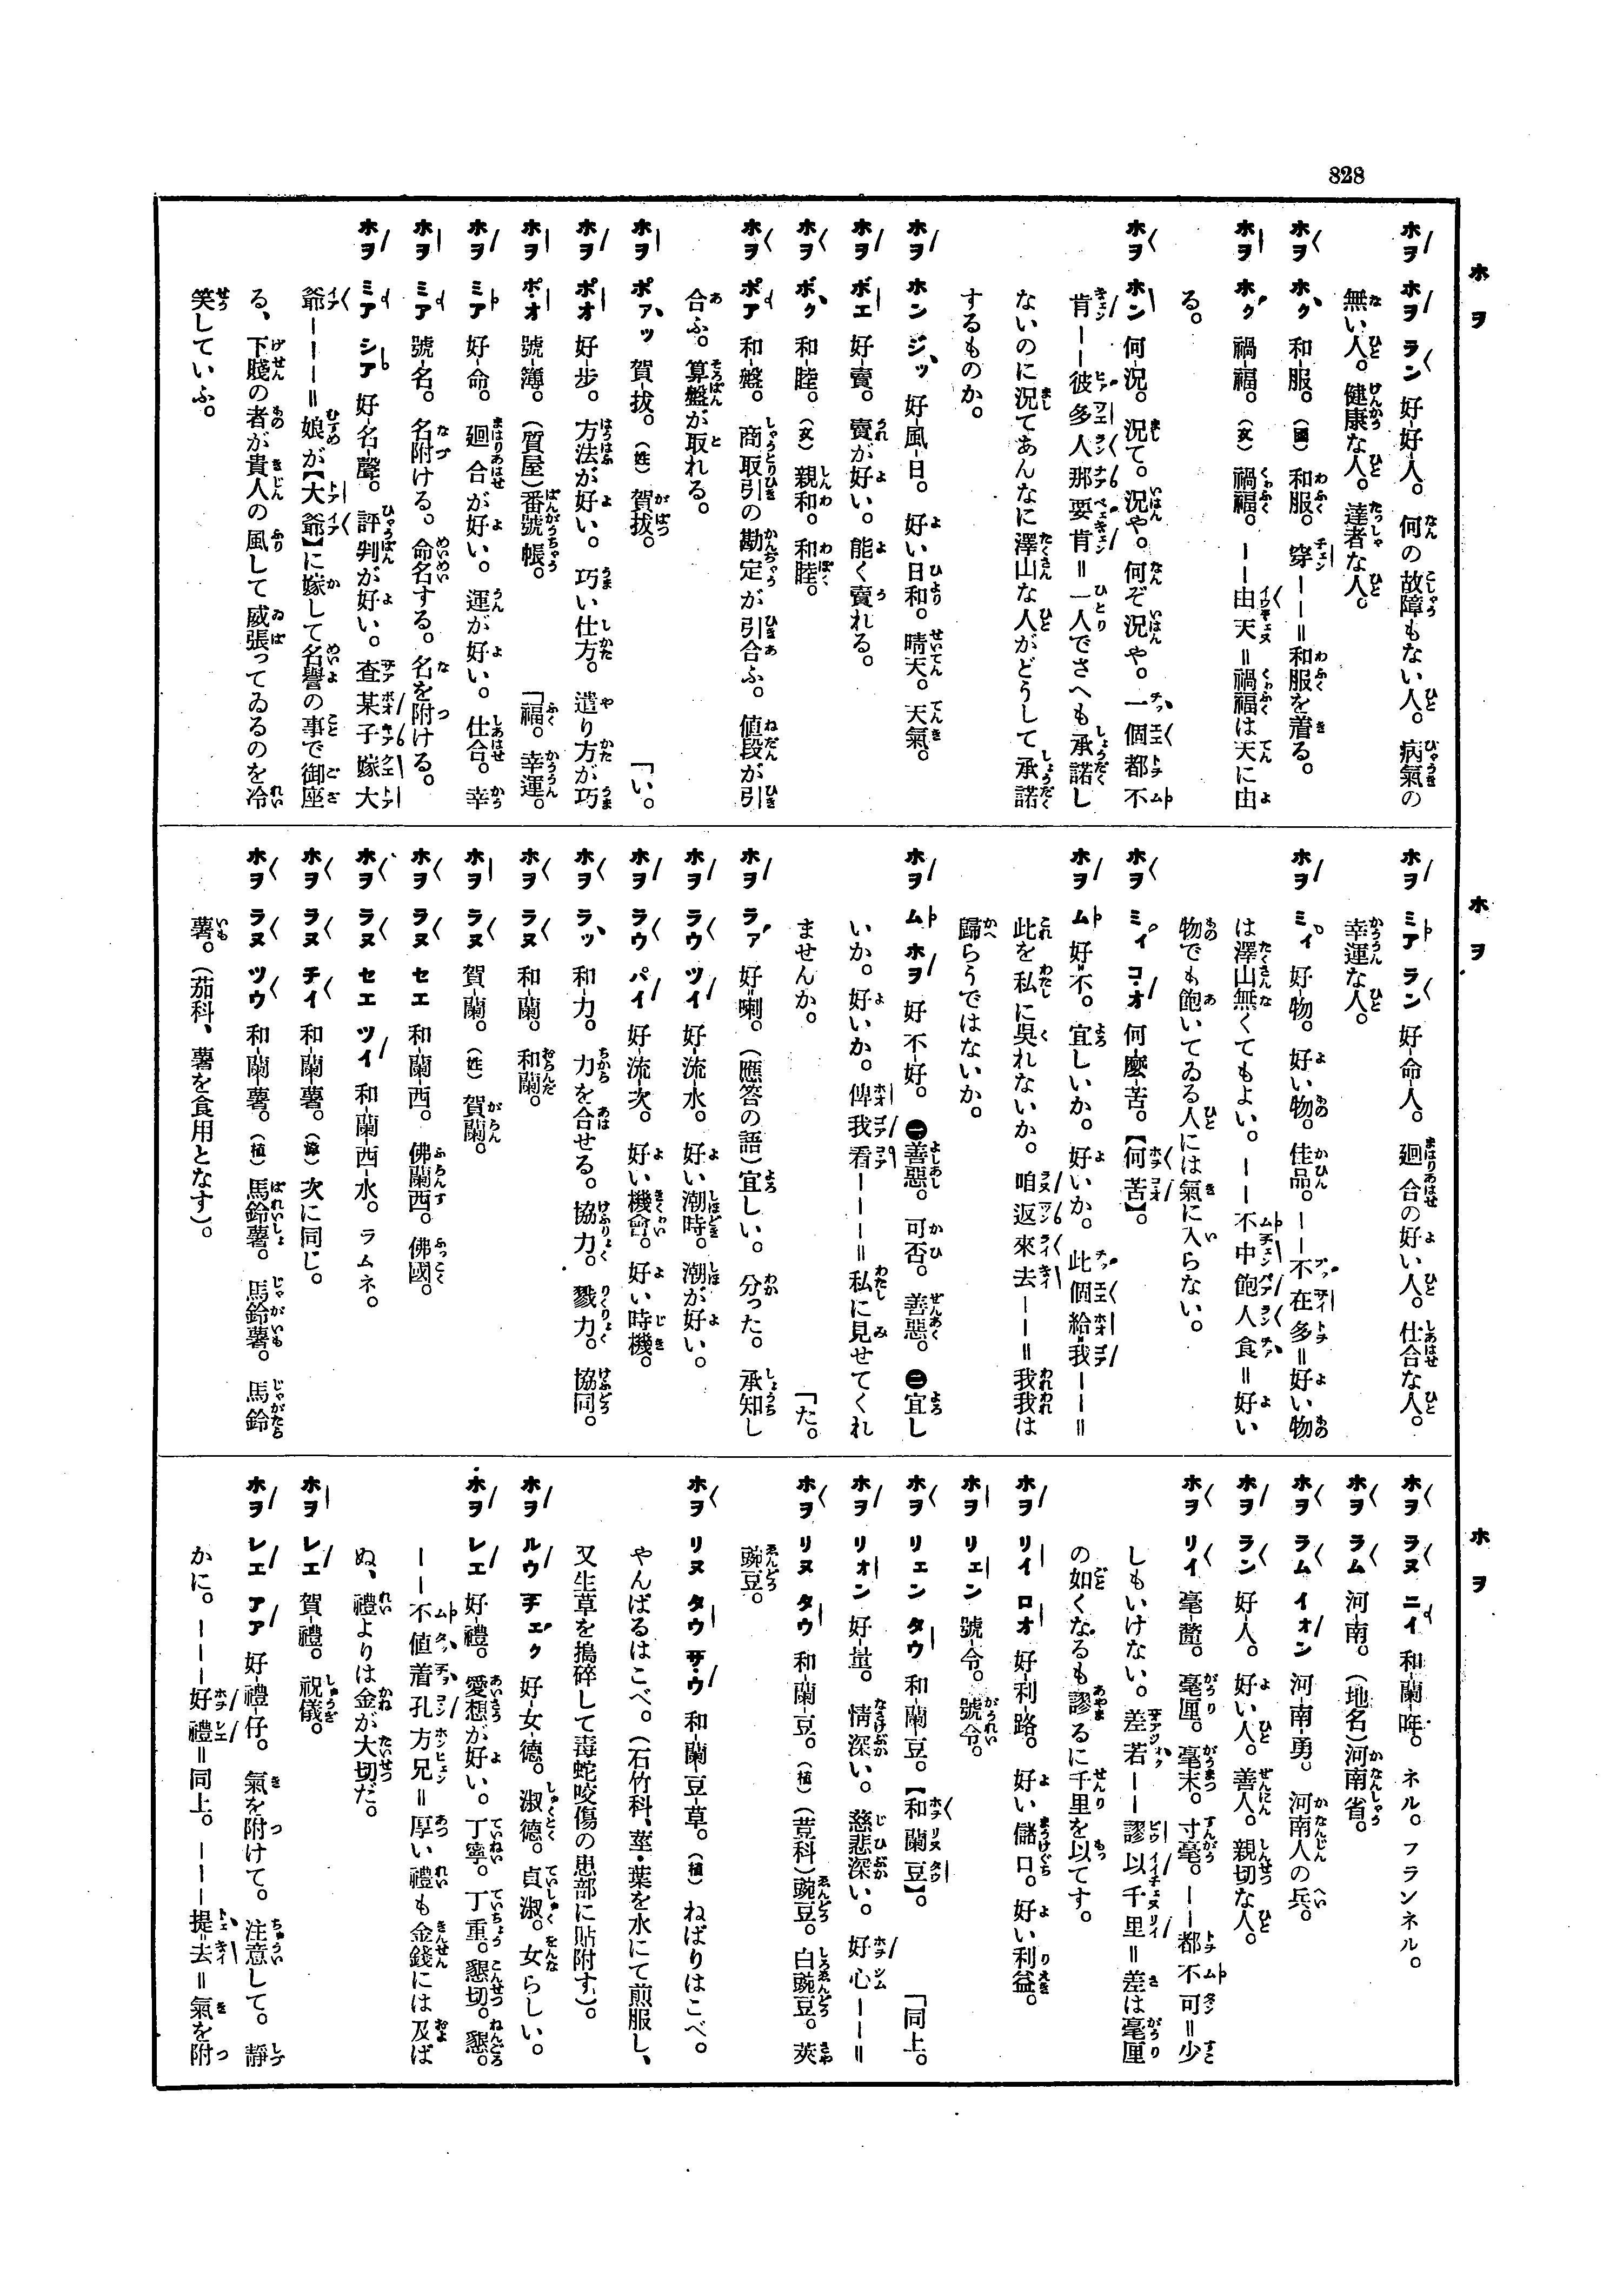 828
ホヲ
ホヲ ホヲ ラン 好-好-人。何の故障もない人。病氣の
無い人。健康な人。達者な人。
ホヲ ホク 和-服。(國)和服。穿――＝和服を着る。
ホヲ ホク 禍-福。(文)禍福。――由天＝禍福は天に由
る。
ホヲ ホン 何-況。況て。況や。何ぞ況や。一個都不
肯――彼多人那要肯＝一人でさへも承諾し
ないのに況てあんなに澤山な人がどうして承諾
するものか。
ホヲ ホン ジッ 好-風-日。好い日和。晴天。天氣。
ホヲ ボエ 好-賣。賣が好い。能く賣れる。
ホヲ ボク 和-睦。(文)親和。和睦。
ホヲ ポア 和-盤。商取引の勘定が引合ふ。値段が引
合ふ。算盤が取れる。
ホヲ ポァッ 賀-拔。(姓)賀拔。
「い。
ホヲ ポオ 好-步。方法が好い。巧い仕方。遣り方が巧
ホヲ ポ・オ 號-簿。(質屋)番號帳。
「福。幸運。
ホヲ ミア 好-命。廻合が好い。運が好い。仕合。幸
ホヲ ミア 號-名。名附ける。命名する。名を附ける。
ホヲ ミア シア 好-名-聲。評判が好い。查某子嫁大
爺―――＝娘が【大爺】に嫁して名譽の事で御座
る、下賤の者が貴人の風して威張ってゐるのを冷
笑していふ。
ホヲ
ホヲ ミア ラン 好-命-人。廻合の好い人。仕合な人。
幸運な人。
ホヲ ミィ 好-物。好い物。佳品。――不在多＝好い物
は澤山無くてもよい。――不中飽人食＝好い
物でも飽いてゐる人には氣に入らない。
ホヲ ミィ コ・オ 何-麼-苦。【何苦】。
ホヲ ム 好-不。宜しいか。好いか。此個給我――＝
此を私に吳れないか。咱返來去――＝我我は
歸らうではないか。
ホヲ ム ホヲ 好-不-好。㊀善惡。可否。善惡。㊁宜し
いか。好いか。俾我看―――＝私に見せてくれ
ませんか。
「た。
ホヲ ラァ 好-喇。(應答の語)宜しい。分った。承知し
ホヲ ラウ ツイ 好-流-水。好い潮時。潮が好い。
ホヲ ラウ パイ 好-流-次。好い機會。好い時機。
ホヲ ラッ 和-力。力を合せる。協力。戮力。協同。
ホヲ ラヌ 和-蘭。和蘭。
ホヲ ラヌ 賀-蘭。(姓)賀蘭。
ホヲ ラヌ セエ 和-蘭-西。佛蘭西。佛國。
ホヲ ラヌ セエ ツイ 和-蘭-西-水。ラムネ。
ホヲ ラヌ チイ 和-蘭-薯。次に同じ。
ホヲ ラヌ ツウ 和-蘭-薯。(植)馬鈴薯。馬鈴薯。馬鈴
薯。(茄科、薯を食用となす)。
ホヲ
ホヲ ラヌ ニイ 和-蘭-呢。ネル。フランネル。
ホヲ ラム 河-南。(地名)河南省。
ホヲ ラム イォン 河-南-勇。河南人の兵。
ホヲ ラン 好-人。好い人。善人。親切な人。
ホヲ リイ 毫-釐。毫厘。毫末。寸毫。――都不可＝少
しもいけない。差若――謬以千里＝差は毫厘
の如くなるも謬るに千里を以てす。
ホヲ リイ ロオ 好-利-路。好い儲口。好い利益。
ホヲ リェン 號-令。號令。
ホヲ リェン タウ 和-蘭-豆。【和蘭豆】。
「同上。
ホヲ リォン 好-量。情深い。慈悲深い。好心――＝
ホヲ リヌ タウ 和-蘭-豆。(植)(荳科)豌豆。白豌豆。莢
豌豆。
ホヲ リヌ タウ サ・ウ 和-蘭-豆-草。(植)ねばりはこべ。
やんばるはこべ。(石竹科、莖・葉を水にて煎服し、
又生草を搗碎して毒蛇咬傷の患部に貼附す)。
ホヲ ルウ チェク 好-女-德。淑德。貞淑。女らしい。
ホヲ レエ 好-禮。愛想が好い。丁寧。丁重。懇切。懇。
――不値着孔方兄＝厚い禮も金錢には及ば
ぬ、禮よりは金が大切だ。
ホヲ レエ 賀-禮。祝儀。
ホヲ レエ アア 好-禮-仔。氣を附けて。注意して。靜
かに。―――好禮＝同上。―――提-去＝氣を附